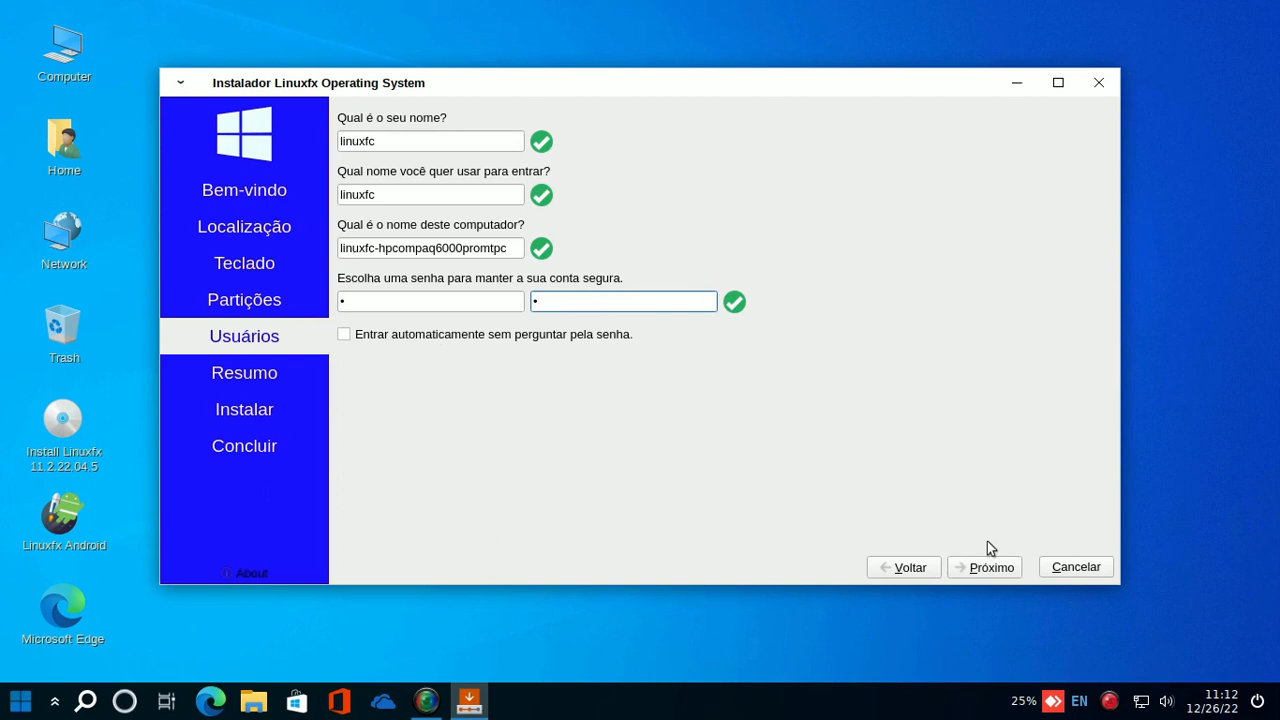 Computer
Home
Network
Trash
Install Linuxfx
11.2.22.04.5
Linuxfx Android
Microsoft Edge
Instalador Linuxfx Operating System
Bem-vindo
Localização
Teclado
Partições
Usuários
Resumo
Instalar
Concluir
About
Qual é o seu nome?
linuxfc
Qual nome você quer usar para entrar?
linuxfc
Qual é o nome deste computador?
linuxfc-hpcompaq6000promtpc
Escolha uma senha para manter a sua conta segura.
• •
Entrar automaticamente sem perguntar pela senha.
Voltar Próximo Cancelar
25% EN 11:12
12/26/22